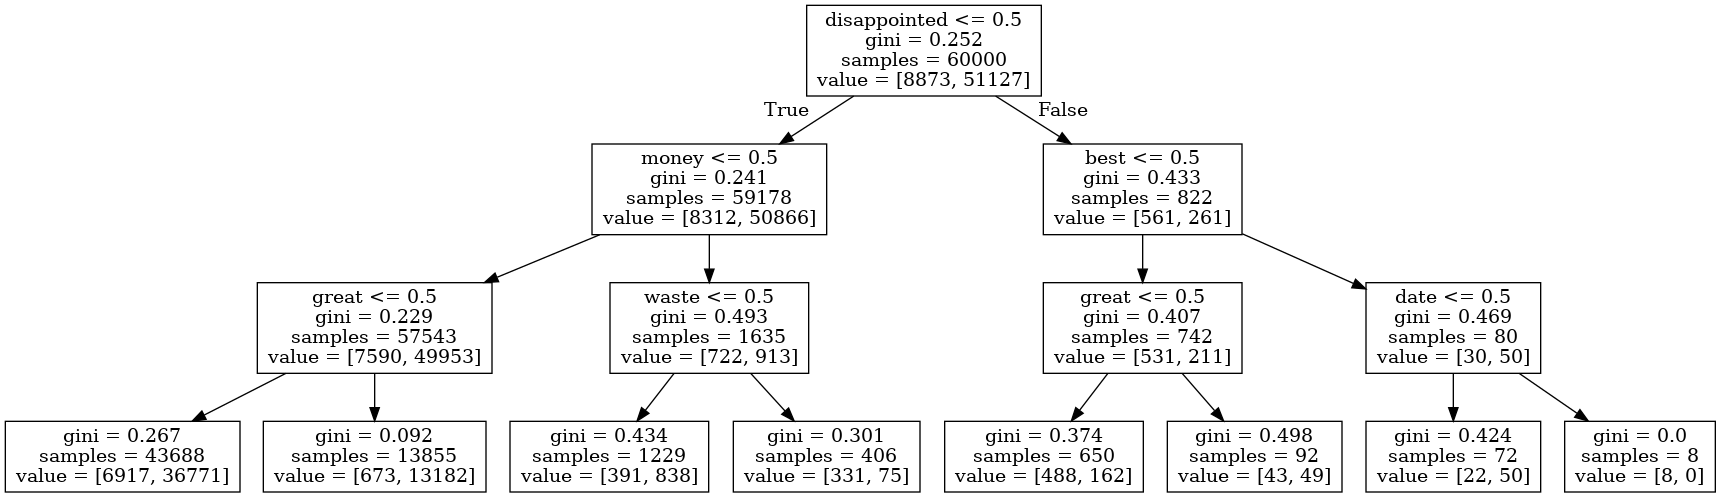 disappointed <= 0.5
gini = 0.252
samples = 60000
value = [8873, 51127]
True
False
money <= 0.5
gini = 0.241
samples = 59178
value = [8312, 50866]
best <= 0.5
gini = 0.433
samples = 822
value = [561, 261]
great <= 0.5
gini = 0.229
samples = 57543
value = [7590, 49953]
waste <= 0.5
gini = 0.493
samples = 1635
value = [722, 913]
great <= 0.5
gini = 0.407
samples = 742
value = [531, 211]
date <= 0.5
gini = 0.469
samples = 80
value = [30, 50]
gini = 0.267
samples = 43688
value = [6917, 36771]
gini = 0.092
samples = 13855
value = [673, 13182]
gini = 0.434
samples = 1229
value = [391, 838]
gini = 0.301
samples = 406
value = [331, 75]
gini = 0.374
samples = 650
value = [488, 162]
gini = 0.498
samples = 92
value = [43, 49]
gini = 0.424
samples = 72
value = [22, 50]
gini = 0.0
samples = 8
value = [8, 0]